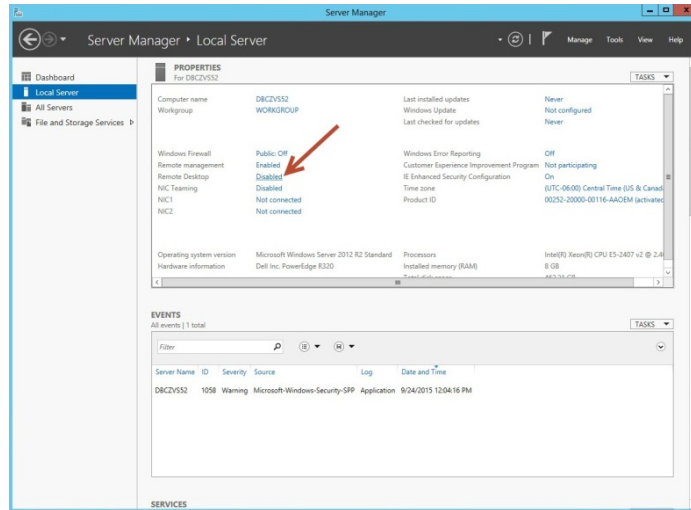 Server Manager
Server Manager • Local Server
Manage Tools View Help
Dashboard
Local Server
All Servers
File and Storage Services
PROPERTIES
For DBCZVS52
TASKS
Computer name DBCZVS52 Last installed updates Never
Workgroup WORKGROUP Windows Update Not configured
Last checked for updates Never
Windows Firewall Public: Off Windows Error Reporting Off
Remote management Enabled Customer Experience Improvement Program Not participating
Remote Desktop Disabled IE Enhanced Security Configuration On
NIC Teaming Disabled Time zone (UTC-06:00) Central Time (US & Canad
NIC1 Not connected Product ID 00252-20000-00116-AAOEM (activated
NIC2 Not connected
Operating system version Microsoft Windows Server 2012 R2 Standard Processors Intel(R) Xeon(R) CPU E5-2407 v2 @ 2.40
Hardware information Dell Inc. PowerEdge R320 Installed memory (RAM) 8 GB
EVENTS
All events | 1 total
TASKS
Filter
Server Name ID Severity Source Log Date and Time
DBCZVS52 1058 Warning Microsoft-Windows-Security-SPP Application 9/24/2015 12:04:16 PM
SERVICES